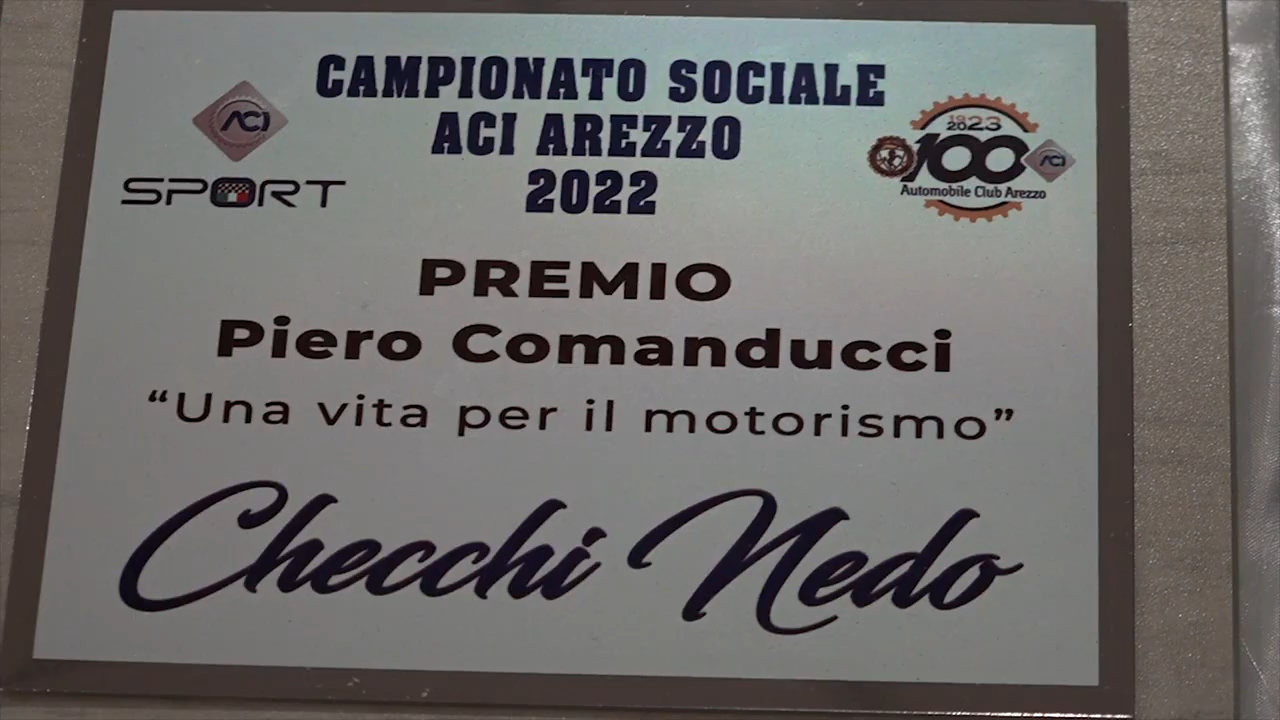 CAMPIONATO SOCIALE
ACI AREZZO
2022
ACI
SPORT
19
2023
100
ACI
Automobile Club Arezzo
PREMIO
Piero Comanducci
“Una vita per il motorismo”
Checchi Nedo